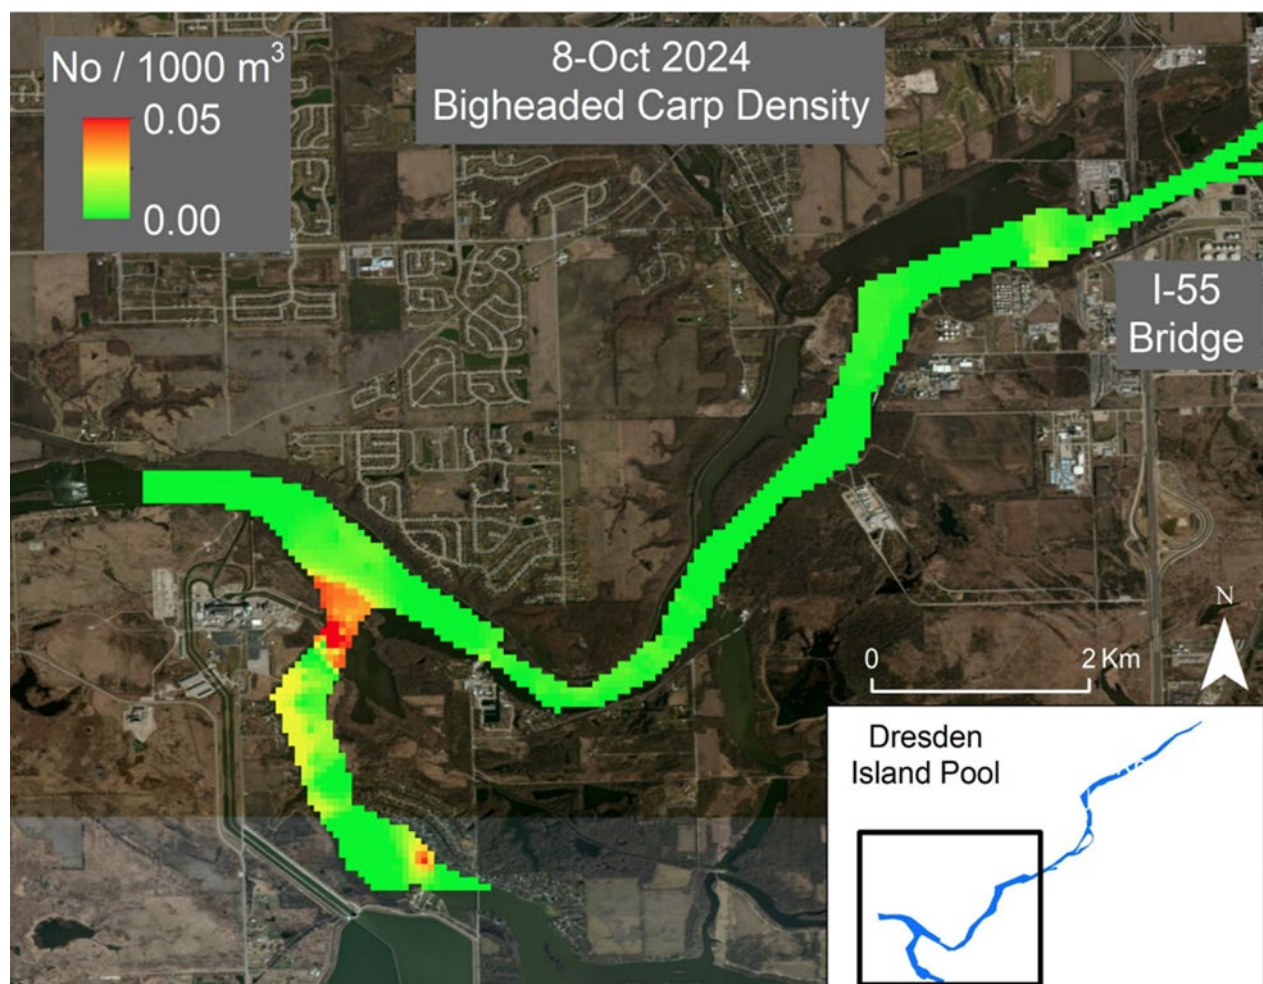 No / 1000 m³
0.05
0.00
8-Oct 2024
Bigheaded Carp Density
I-55
Bridge
N
0
2 Km
Dresden
Island Pool